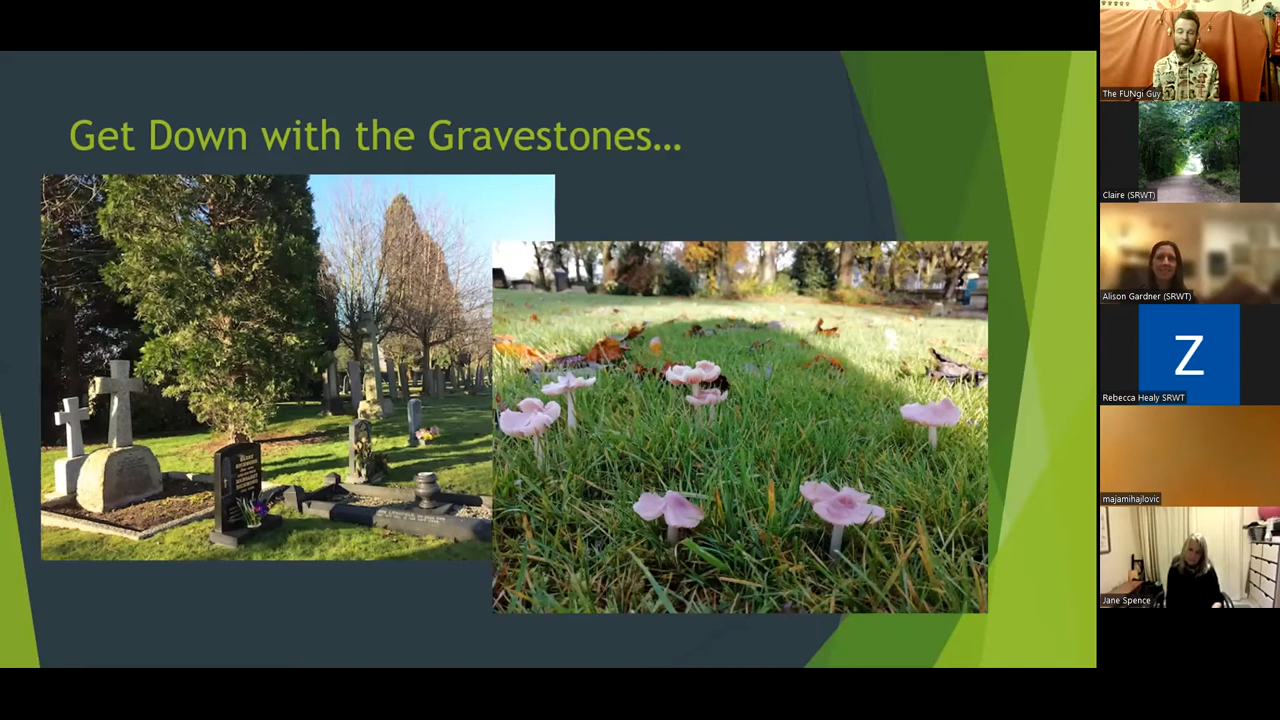 Get Down with the Gravestones...
The FUNgi Guy
Claire (SRWT)
Alison Gardner (SRWT)
Z
Rebecca Healy SRWT
majamihajlovic
Jane Spence